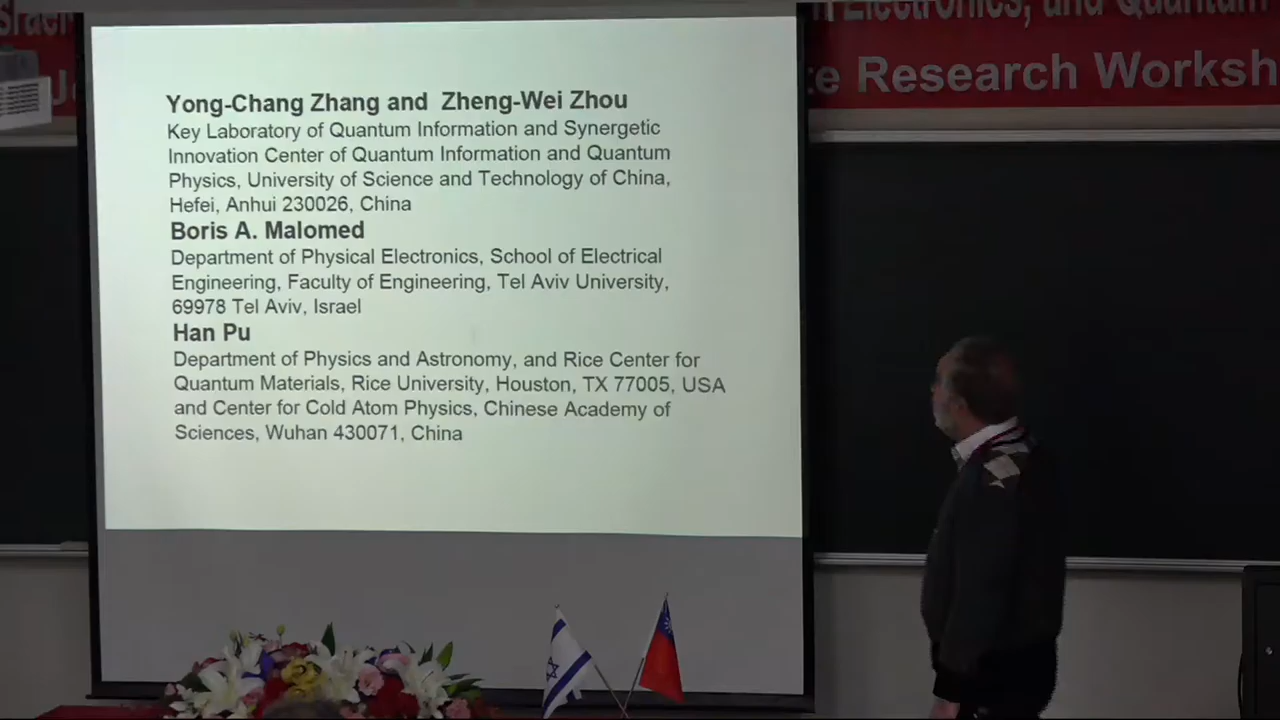 Electronics, and Quantum
Research Worksh
Yong-Chang Zhang and Zheng-Wei Zhou
Key Laboratory of Quantum Information and Synergetic
Innovation Center of Quantum Information and Quantum
Physics, University of Science and Technology of China,
Hefei, Anhui 230026, China
Boris A. Malomed
Department of Physical Electronics, School of Electrical
Engineering, Faculty of Engineering, Tel Aviv University,
69978 Tel Aviv, Israel
Han Pu
Department of Physics and Astronomy, and Rice Center for
Quantum Materials, Rice University, Houston, TX 77005, USA
and Center for Cold Atom Physics, Chinese Academy of
Sciences, Wuhan 430071, China